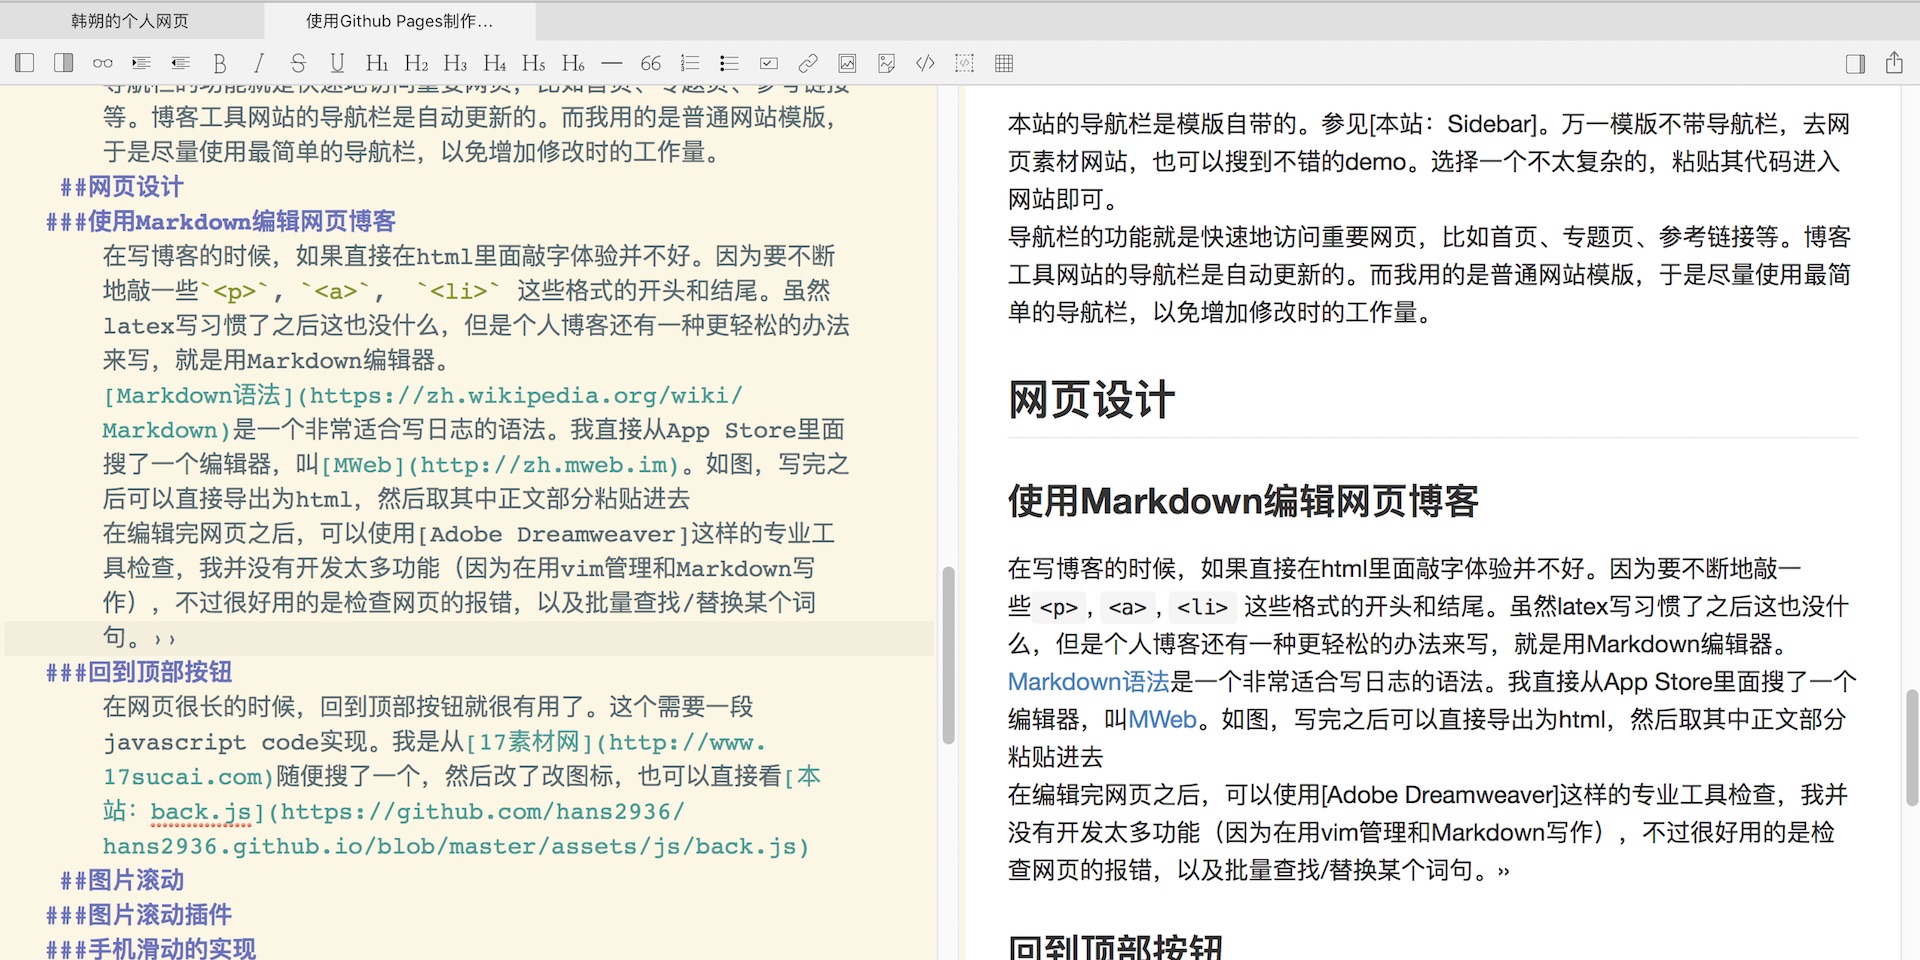 韩朔的个人网页
使用Github Pages制作...
B I S U H1 H2 H3 H4 H5 H6 — 66
导航栏的功能就是快速地访问重要网页，比如首页、专题页、参考链接
等。博客工具网站的导航栏是自动更新的。而我用的是普通网站模版，
于是尽量使用最简单的导航栏，以免增加修改时的工作量。
##网页设计
###使用Markdown编辑网页博客
在写博客的时候，如果直接在html里面敲字体验并不好。因为要不断
地敲一些`<p>`, `<a>`,  `<li>` 这些格式的开头和结尾。虽然
latex写习惯了之后这也没什么，但是个人博客还有一种更轻松的办法
来写，就是用Markdown编辑器。
[Markdown语法](https://zh.wikipedia.org/wiki/
Markdown)是一个非常适合写日志的语法。我直接从App Store里面
搜了一个编辑器，叫[MWeb](http://zh.mweb.im)。如图，写完之
后可以直接导出为html，然后取其中正文部分粘贴进去
在编辑完网页之后，可以使用[Adobe Dreamweaver]这样的专业工
具检查，我并没有开发太多功能（因为在用vim管理和Markdown写
作），不过很好用的是检查网页的报错，以及批量查找/替换某个词
句。››
###回到顶部按钮
在网页很长的时候，回到顶部按钮就很有用了。这个需要一段
javascript code实现。我是从[17素材网](http://www.
17sucai.com)随便搜了一个，然后改了改图标，也可以直接看[本
站：back.js](https://github.com/hans2936/
hans2936.github.io/blob/master/assets/js/back.js)
##图片滚动
###图片滚动插件
###手机滑动的实现
本站的导航栏是模版自带的。参见[本站：Sidebar]。万一模版不带导航栏，去网
页素材网站，也可以搜到不错的demo。选择一个不太复杂的，粘贴其代码进入
网站即可。
导航栏的功能就是快速地访问重要网页，比如首页、专题页、参考链接等。博客
工具网站的导航栏是自动更新的。而我用的是普通网站模版，于是尽量使用最简
单的导航栏，以免增加修改时的工作量。
网页设计
使用Markdown编辑网页博客
在写博客的时候，如果直接在html里面敲字体验并不好。因为要不断地敲一
些 <p> , <a> , <li> 这些格式的开头和结尾。虽然latex写习惯了之后这也没什
么，但是个人博客还有一种更轻松的办法来写，就是用Markdown编辑器。
Markdown语法是一个非常适合写日志的语法。我直接从App Store里面搜了一个
编辑器，叫MWeb。如图，写完之后可以直接导出为html，然后取其中正文部分
粘贴进去
在编辑完网页之后，可以使用[Adobe Dreamweaver]这样的专业工具检查，我并
没有开发太多功能（因为在用vim管理和Markdown写作），不过很好用的是检
查网页的报错，以及批量查找/替换某个词句。››
回到顶部按钮